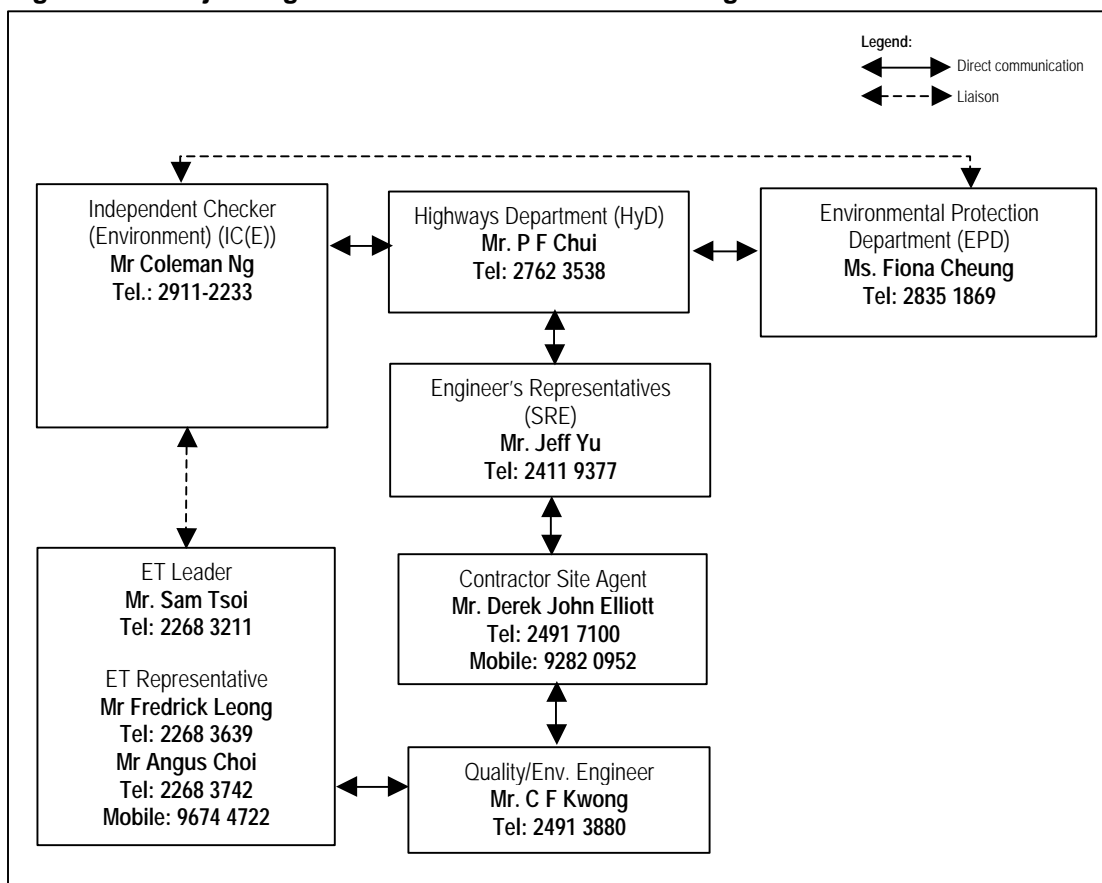 Legend:
Direct communication
Liaison
Independent Checker
(Environment) (IC(E))
Mr Coleman Ng
Tel.: 2911-2233
Highways Department (HyD)
Mr. P F Chui
Tel: 2762 3538
Environmental Protection
Department (EPD)
Ms. Fiona Cheung
Tel: 2835 1869
Engineer's Representatives
(SRE)
Mr. Jeff Yu
Tel: 2411 9377
ET Leader
Mr. Sam Tsoi
Tel: 2268 3211
ET Representative
Mr Fredrick Leong
Tel: 2268 3639
Mr Angus Choi
Tel: 2268 3742
Mobile: 9674 4722
Contractor Site Agent
Mr. Derek John Elliott
Tel: 2491 7100
Mobile: 9282 0952
Quality/Env. Engineer
Mr. C F Kwong
Tel: 2491 3880